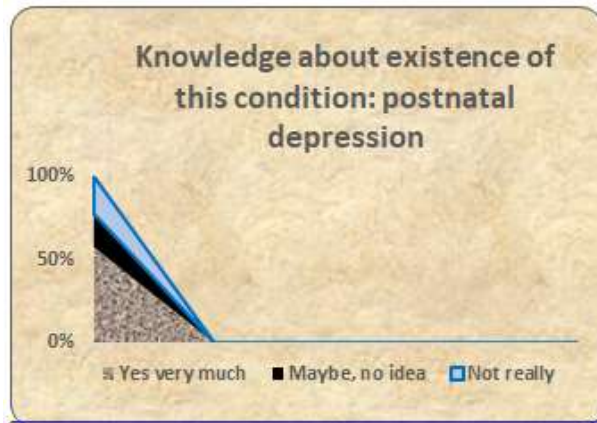 Knowledge about existence of
this condition: postnatal
depression
100%
50%
0%
Yes very much Maybe, no idea Not really